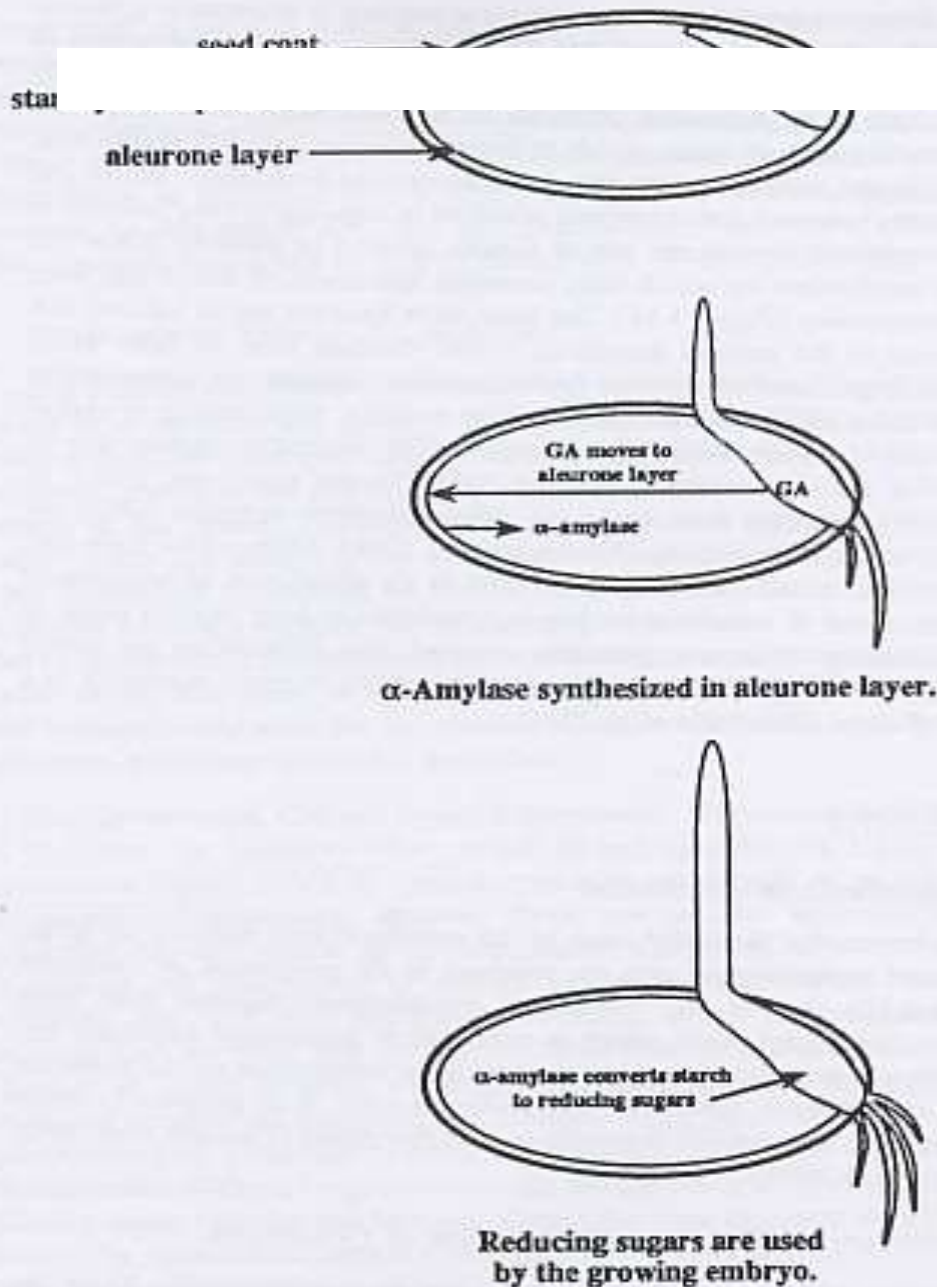 seed coat
aleurone layer
GA moves to
aleurone layer
GA
α-amylase
α-Amylase synthesized in aleurone layer.
α-amylase converts starch
to reducing sugars
Reducing sugars are used
by the growing embryo.